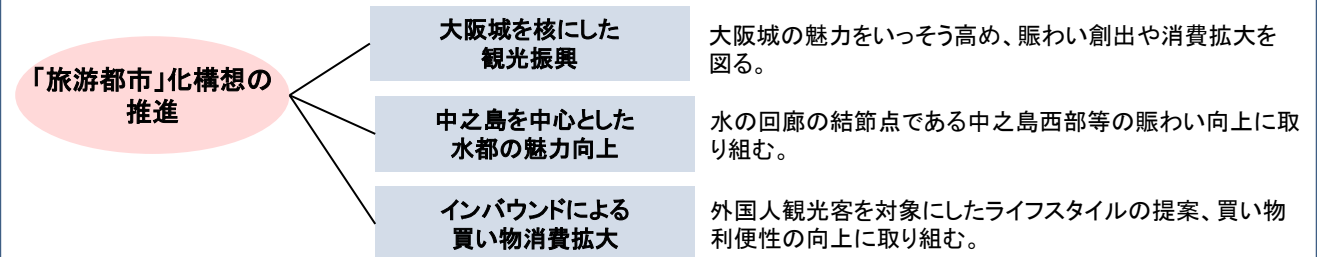 「旅游都市」化構想の
推進
大阪城を核にした
観光振興
大阪城の魅力をいっそう高め、賑わい創出や消費拡大を
図る。
中之島を中心とした
水都の魅力向上
水の回廊の結節点である中之島西部等の賑わい向上に取
り組む。
インバウンドによる
買い物消費拡大
外国人観光客を対象にしたライフスタイルの提案、買い物
利便性の向上に取り組む。